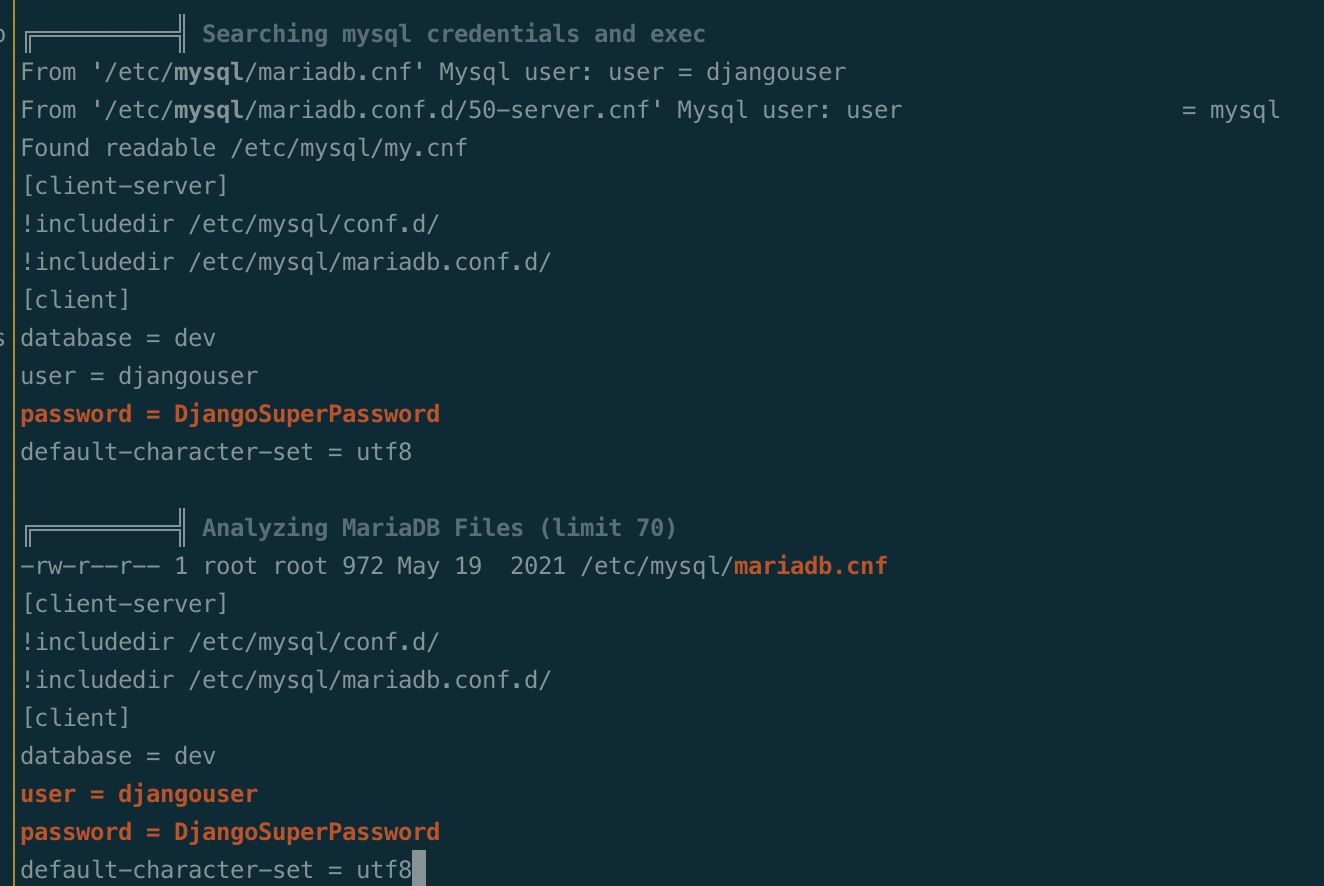 Searching mysql credentials and exec
From '/etc/mysql/mariadb.cnf' Mysql user: user = djangouser
From '/etc/mysql/mariadb.conf.d/50-server.cnf' Mysql user: user                    = mysql
Found readable /etc/mysql/my.cnf
[client-server]
!includedir /etc/mysql/conf.d/
!includedir /etc/mysql/mariadb.conf.d/
[client]
database = dev
user = djangouser
password = DjangoSuperPassword
default-character-set = utf8
Analyzing MariaDB Files (limit 70)
-rw-r--r-- 1 root root 972 May 19  2021 /etc/mysql/mariadb.cnf
[client-server]
!includedir /etc/mysql/conf.d/
!includedir /etc/mysql/mariadb.conf.d/
[client]
database = dev
user = djangouser
password = DjangoSuperPassword
default-character-set = utf8